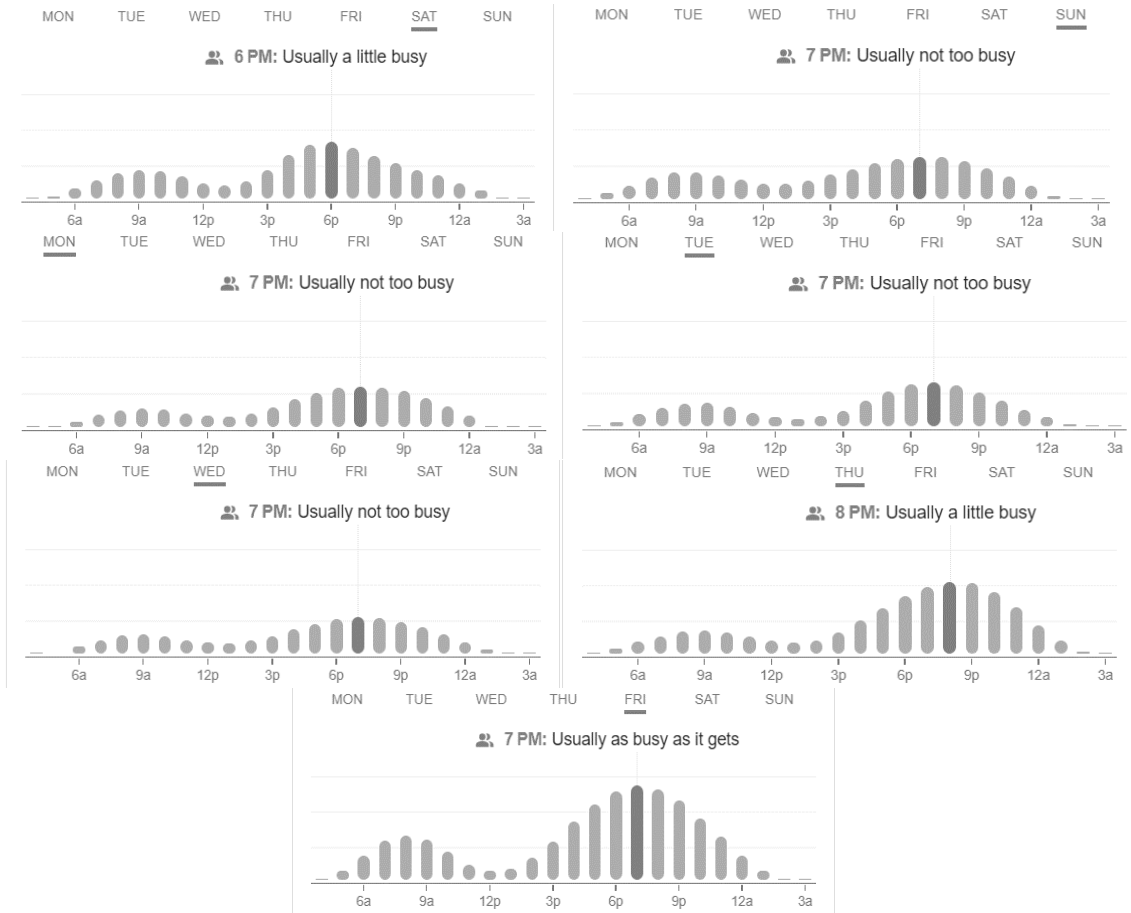 MON TUE WED THU FRI SAT SUN
6 PM: Usually a little busy
6a 9a 12p 3p 6p 9p 12a 3a
MON TUE WED THU FRI SAT SUN
7 PM: Usually not too busy
6a 9a 12p 3p 6p 9p 12a 3a
MON TUE WED THU FRI SAT SUN
7 PM: Usually not too busy
6a 9a 12p 3p 6p 9p 12a 3a
MON TUE WED THU FRI SAT SUN
7 PM: Usually not too busy
6a 9a 12p 3p 6p 9p 12a 3a
MON TUE WED THU FRI SAT SUN
7 PM: Usually not too busy
6a 9a 12p 3p 6p 9p 12a 3a
MON TUE WED THU FRI SAT SUN
8 PM: Usually a little busy
6a 9a 12p 3p 6p 9p 12a 3a
MON TUE WED THU FRI SAT SUN
7 PM: Usually as busy as it gets
6a 9a 12p 3p 6p 9p 12a 3a